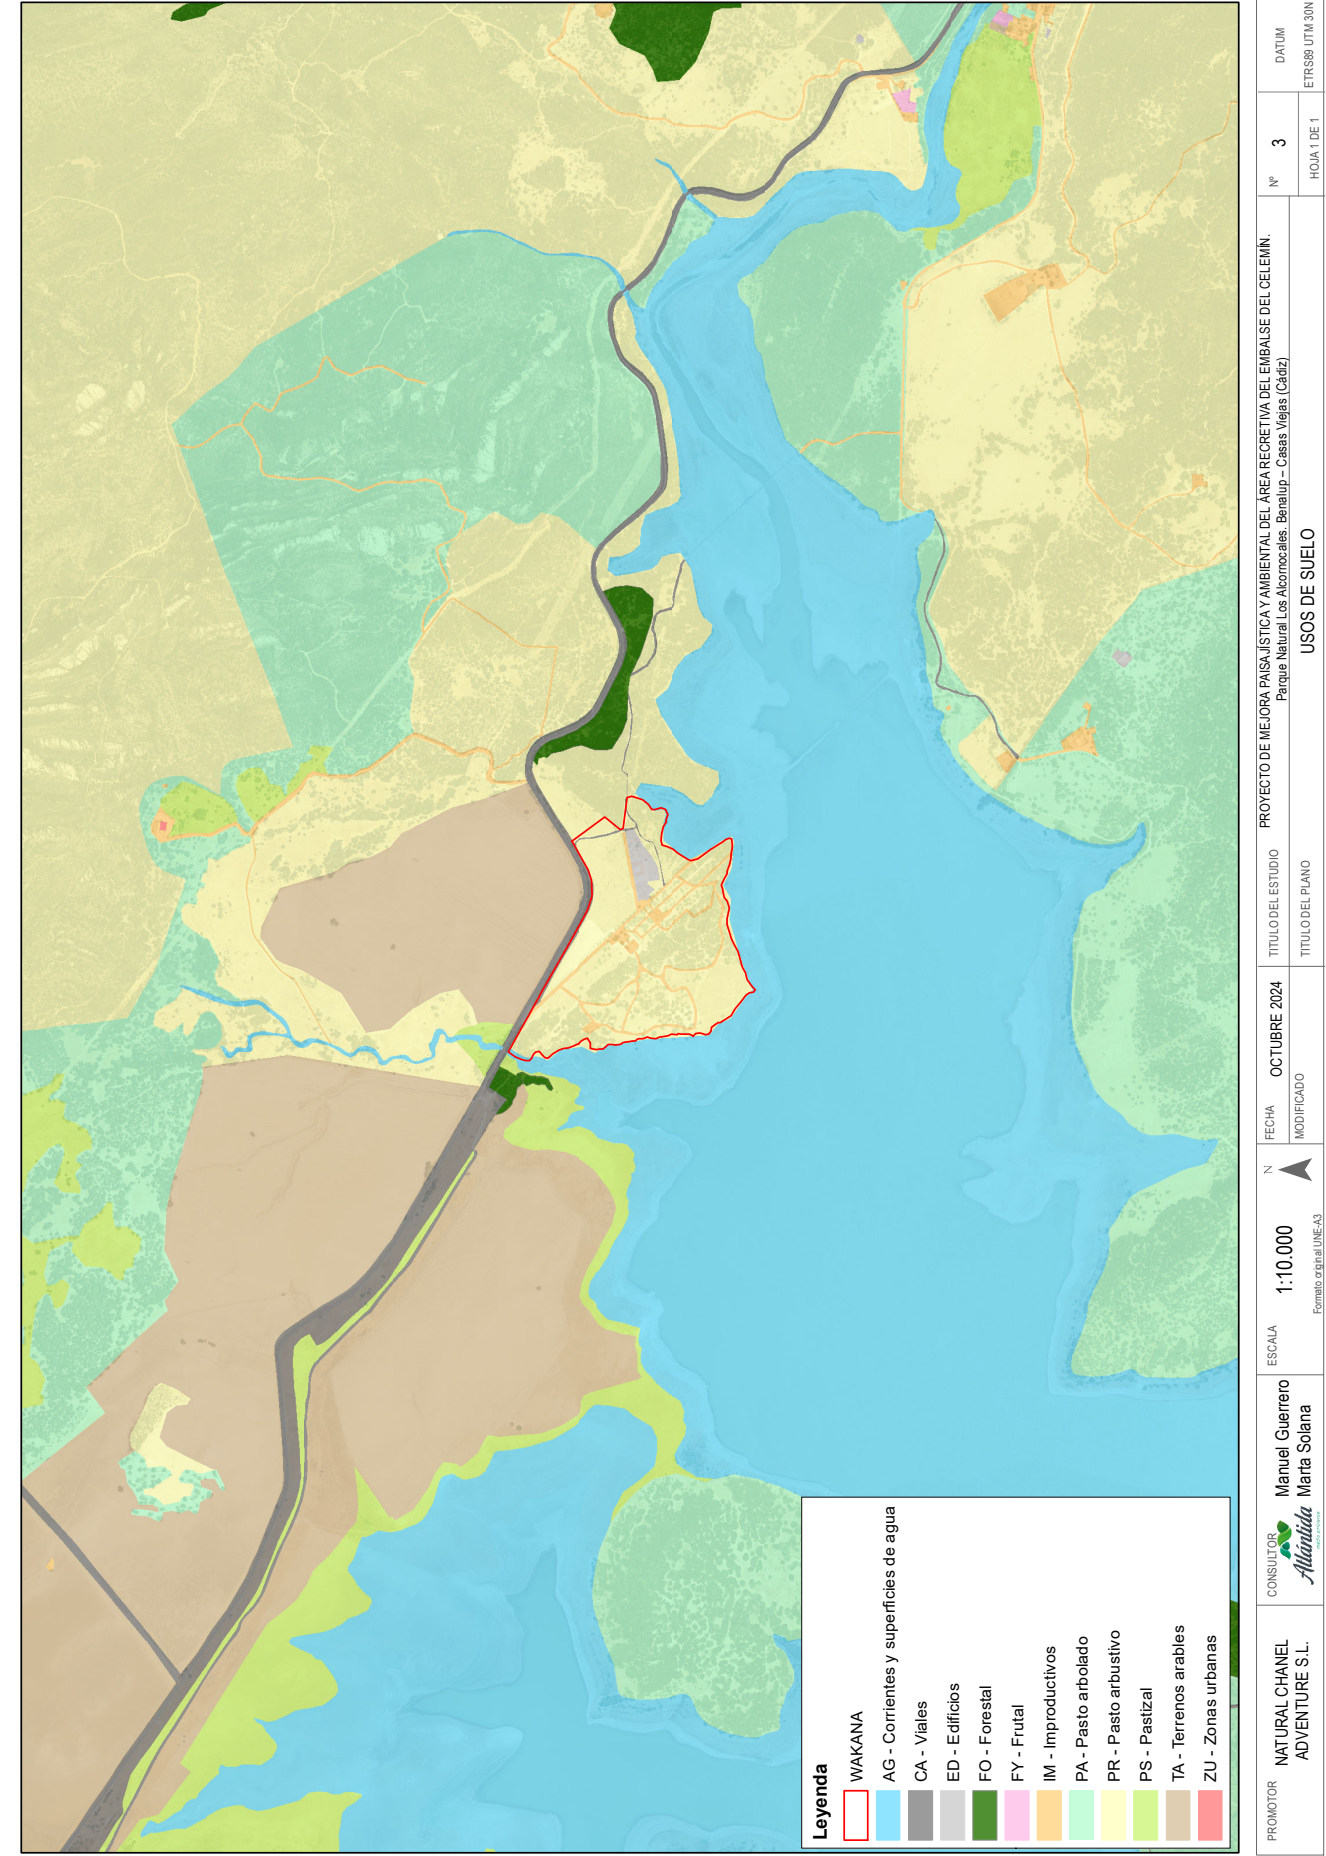 Leyenda
WAKANA
AG - Corrientes y superficies de agua
CA - Viales
ED - Edificios
FO - Forestal
FY - Frutal
IM - Improductivos
PA - Pasto arbolado
PR - Pasto arbustivo
PS - Pastizal
TA - Terrenos arables
ZU - Zonas urbanas
PROMOTOR
NATURAL CHANEL
ADVENTURE S.L.
CONSULTOR
Atlántida
medio ambiente
Manuel Guerrero
Marta Solana
ESCALA
1:10.000
Formato original UNE-A3
N
FECHA
OCTUBRE 2024
MODIFICADO
TITULO DEL ESTUDIO
PROYECTO DE MEJORA PAISAJÍSTICA Y AMBIENTAL DEL ÁREA RECRETIVA DEL EMBALSE DEL CELEMÍN.
Parque Natural Los Alcornocales. Benalup – Casas Viejas (Cádiz)
TITULO DEL PLANO
USOS DE SUELO
Nº
3
HOJA 1 DE 1
DATUM
ETRS89 UTM 30N